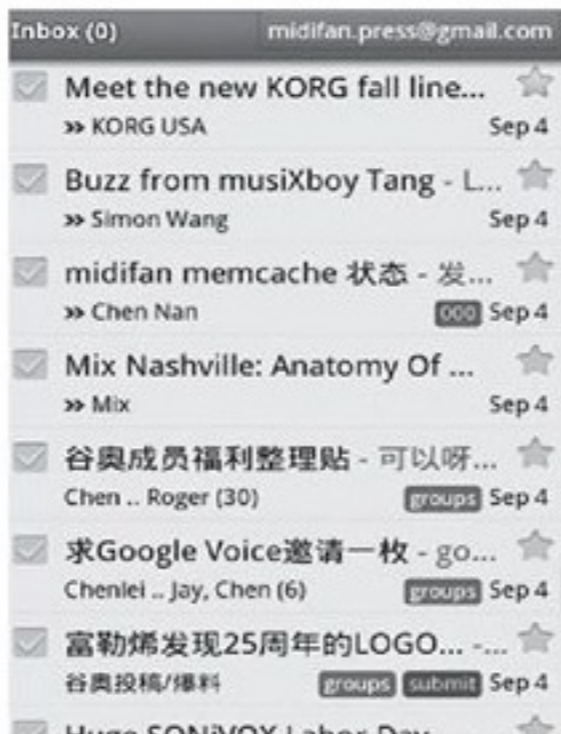 Inbox (0) midifan.press@gmail.com
Meet the new KORG fall line...
» KORG USA Sep 4
Buzz from musiXboy Tang - L...
» Simon Wang Sep 4
midifan memcache 状态 - 发...
» Chen Nan 000 Sep 4
Mix Nashville: Anatomy Of ...
» Mix Sep 4
谷奥成员福利整理贴 - 可以呀...
Chen .. Roger (30) groups Sep 4
求Google Voice邀请一枚 - go...
Chenlei .. Jay, Chen (6) groups Sep 4
富勒烯发现25周年的LOGO... -...
谷奥投稿/爆料 groups submit Sep 4
Huge SONiVOX Labor Day